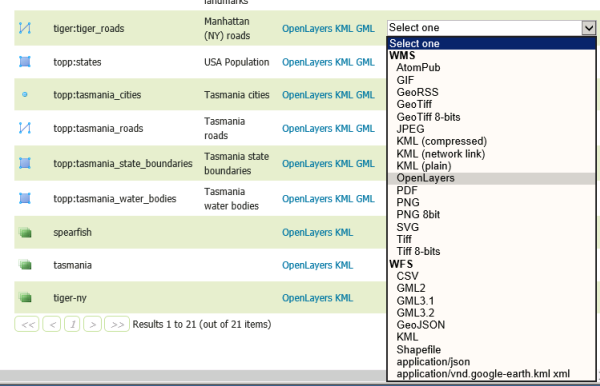 landmarks
tiger:tiger_roads Manhattan (NY) roads OpenLayers KML GML Select one
topp:states USA Population OpenLayers KML GML
topp:tasmania_cities Tasmania cities OpenLayers KML GML
topp:tasmania_roads Tasmania roads OpenLayers KML GML
topp:tasmania_state_boundaries Tasmania state boundaries OpenLayers KML GML
topp:tasmania_water_bodies Tasmania water bodies OpenLayers KML GML
spearfish OpenLayers KML
tasmania OpenLayers KML
tiger-ny OpenLayers KML
<< < 1 > >> Results 1 to 21 (out of 21 items)
Select one
WMS
AtomPub
GIF
GeoRSS
GeoTiff
GeoTiff 8-bits
JPEG
KML (compressed)
KML (network link)
KML (plain)
OpenLayers
PDF
PNG
PNG 8bit
SVG
Tiff
Tiff 8-bits
WFS
CSV
GML2
GML3.1
GML3.2
GeoJSON
KML
Shapefile
application/json
application/vnd.google-earth.kml xml